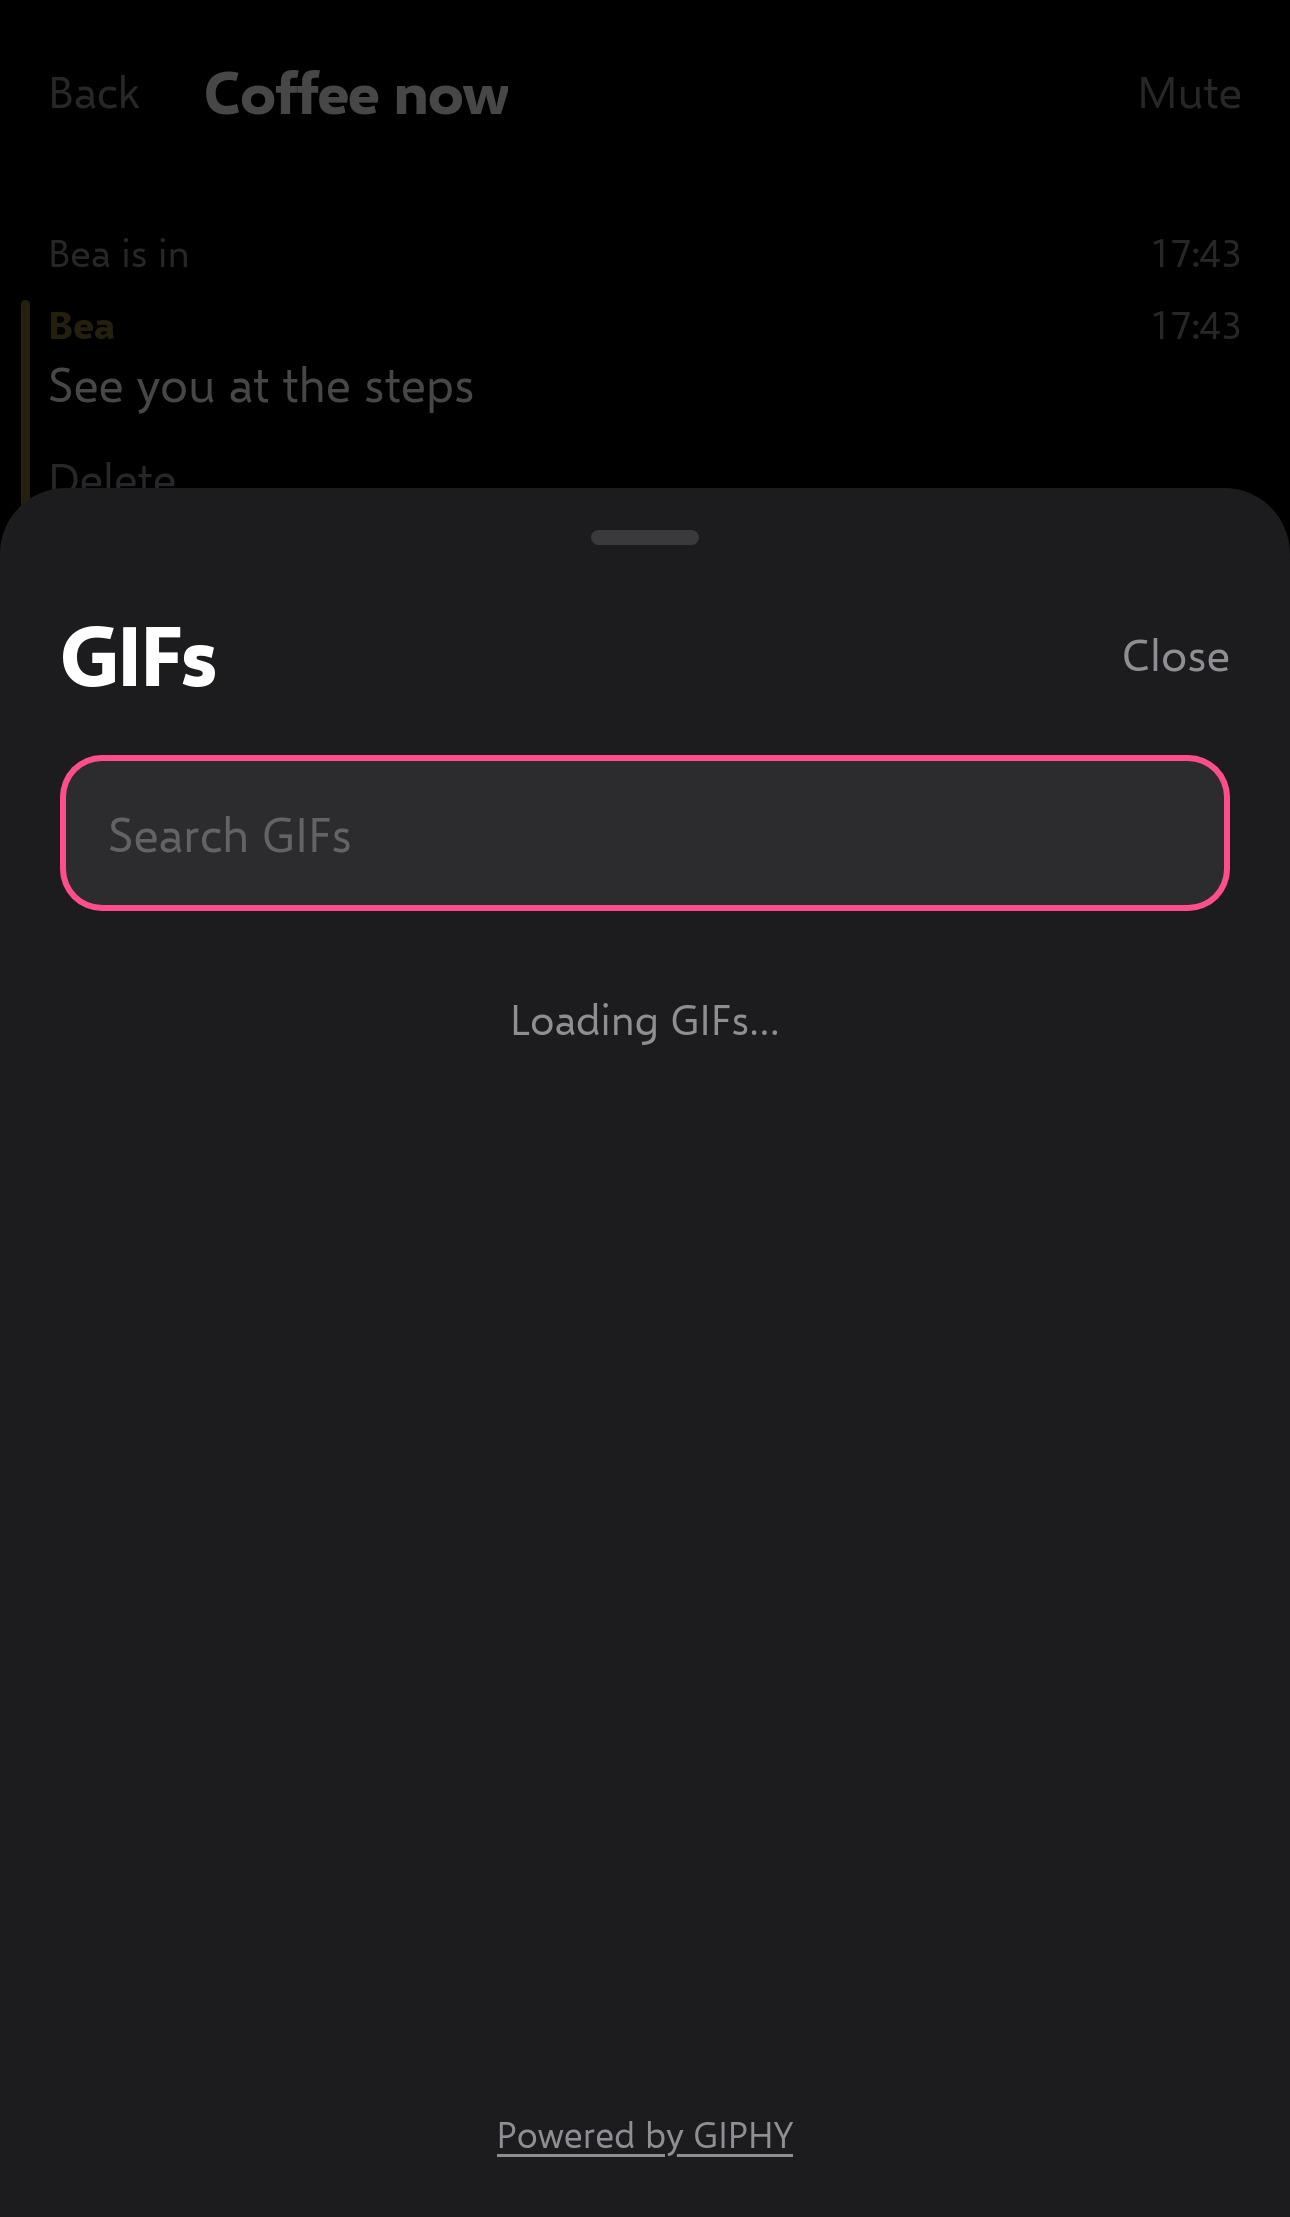 Back Coffee now Mute
Bea is in 17:43
Bea 17:43
See you at the steps
Delete
GIFs Close
Search GIFs
Loading GIFs...
Powered by GIPHY